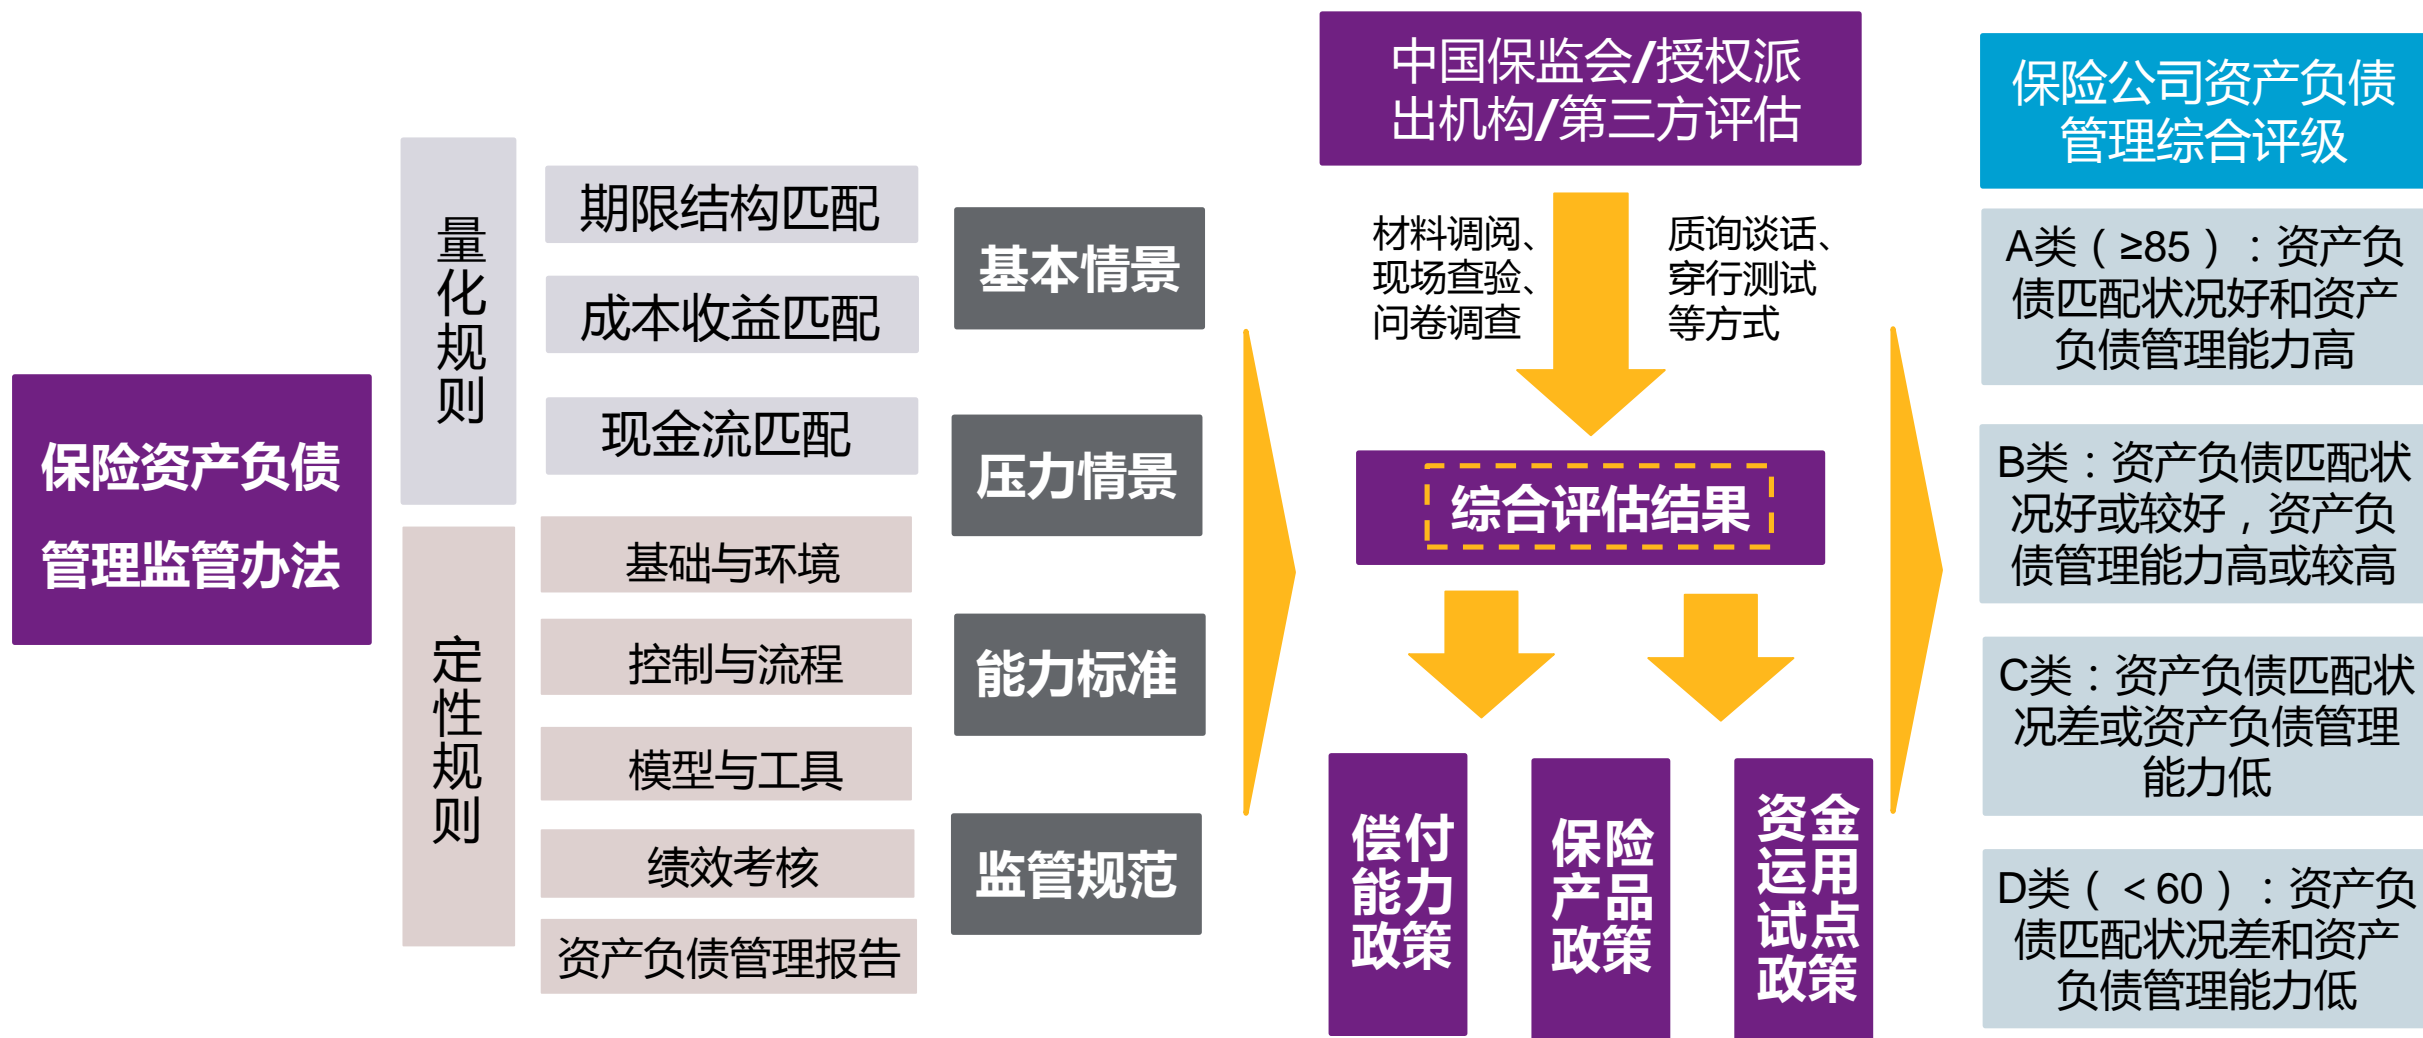 保险资产负债
管理监管办法
量
化
规
则
期限结构匹配
成本收益匹配
现金流匹配
定
性
规
则
基础与环境
控制与流程
模型与工具
绩效考核
资产负债管理报告
基本情景
压力情景
能力标准
监管规范
中国保监会/授权派
出机构/第三方评估
材料调阅、
现场查验、
问卷调查
质询谈话、
穿行测试
等方式
综合评估结果
偿付
能力
政策
保险
产品
政策
资金
运用
试点
政策
保险公司资产负债
管理综合评级
A类（≥85）：资产负
债匹配状况好和资产
负债管理能力高
B类：资产负债匹配状
况好或较好，资产负
债管理能力高或较高
C类：资产负债匹配状
况差或资产负债管理
能力低
D类（＜60）：资产负
债匹配状况差和资产
负债管理能力低